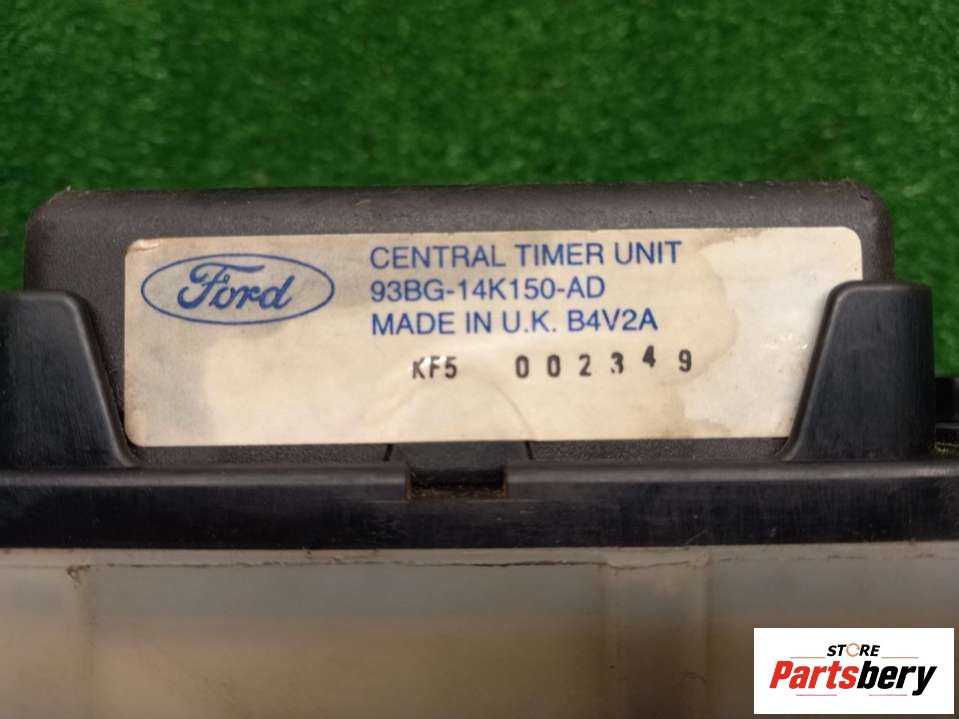 Ford
CENTRAL TIMER UNIT
93BG-14K150-AD
MADE IN U.K. B4V2A
KF5 002349
STORE
Partsbery